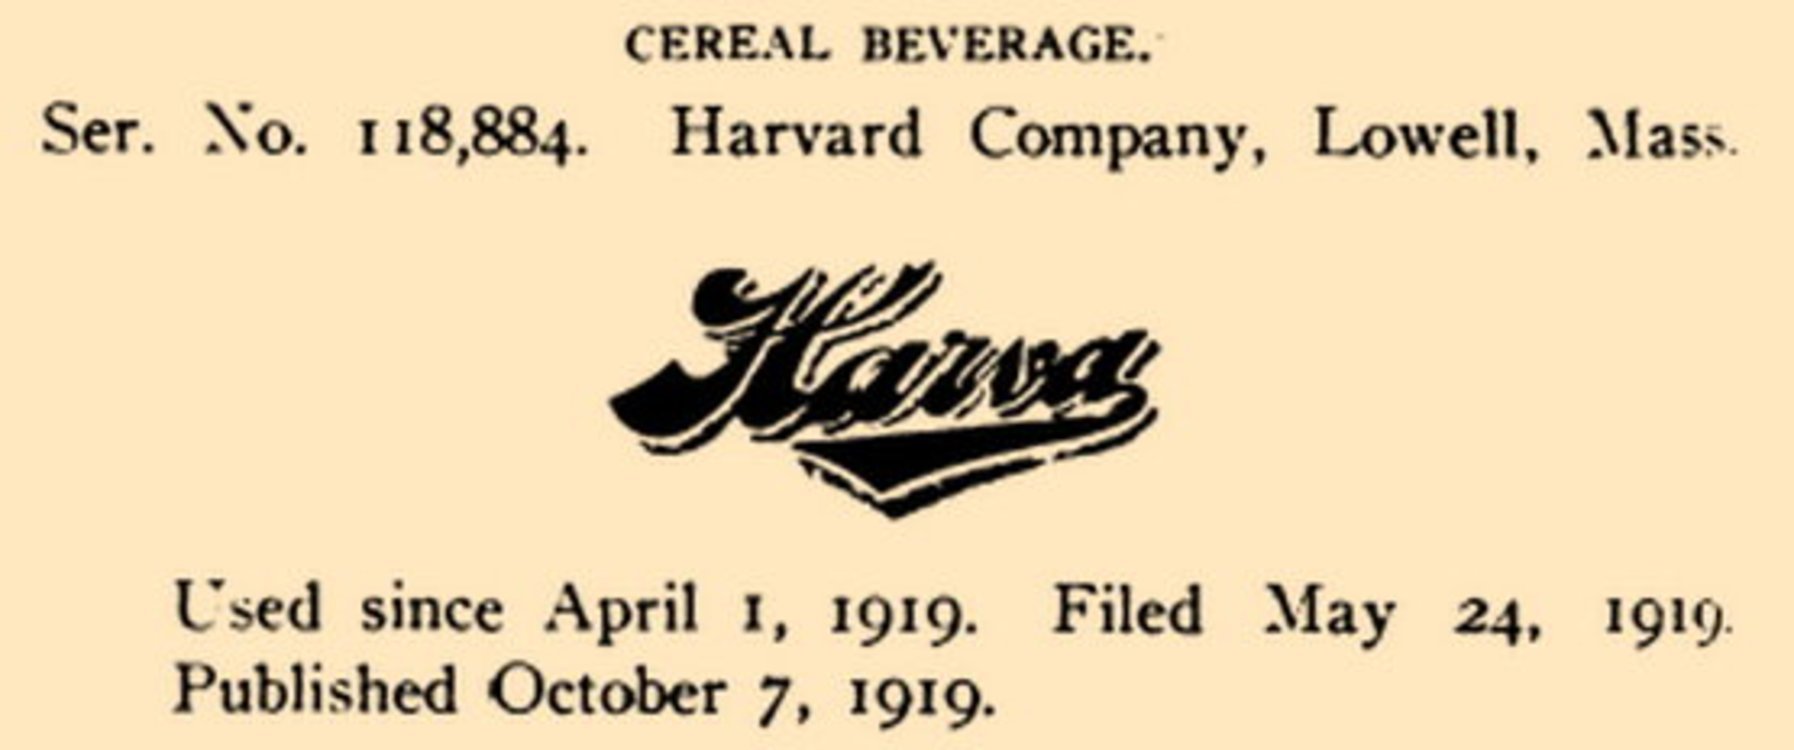 CEREAL BEVERAGE.
Ser. No. 118,884. Harvard Company, Lowell, Mass.
Harva
Used since April 1, 1919. Filed May 24, 1919.
Published October 7, 1919.